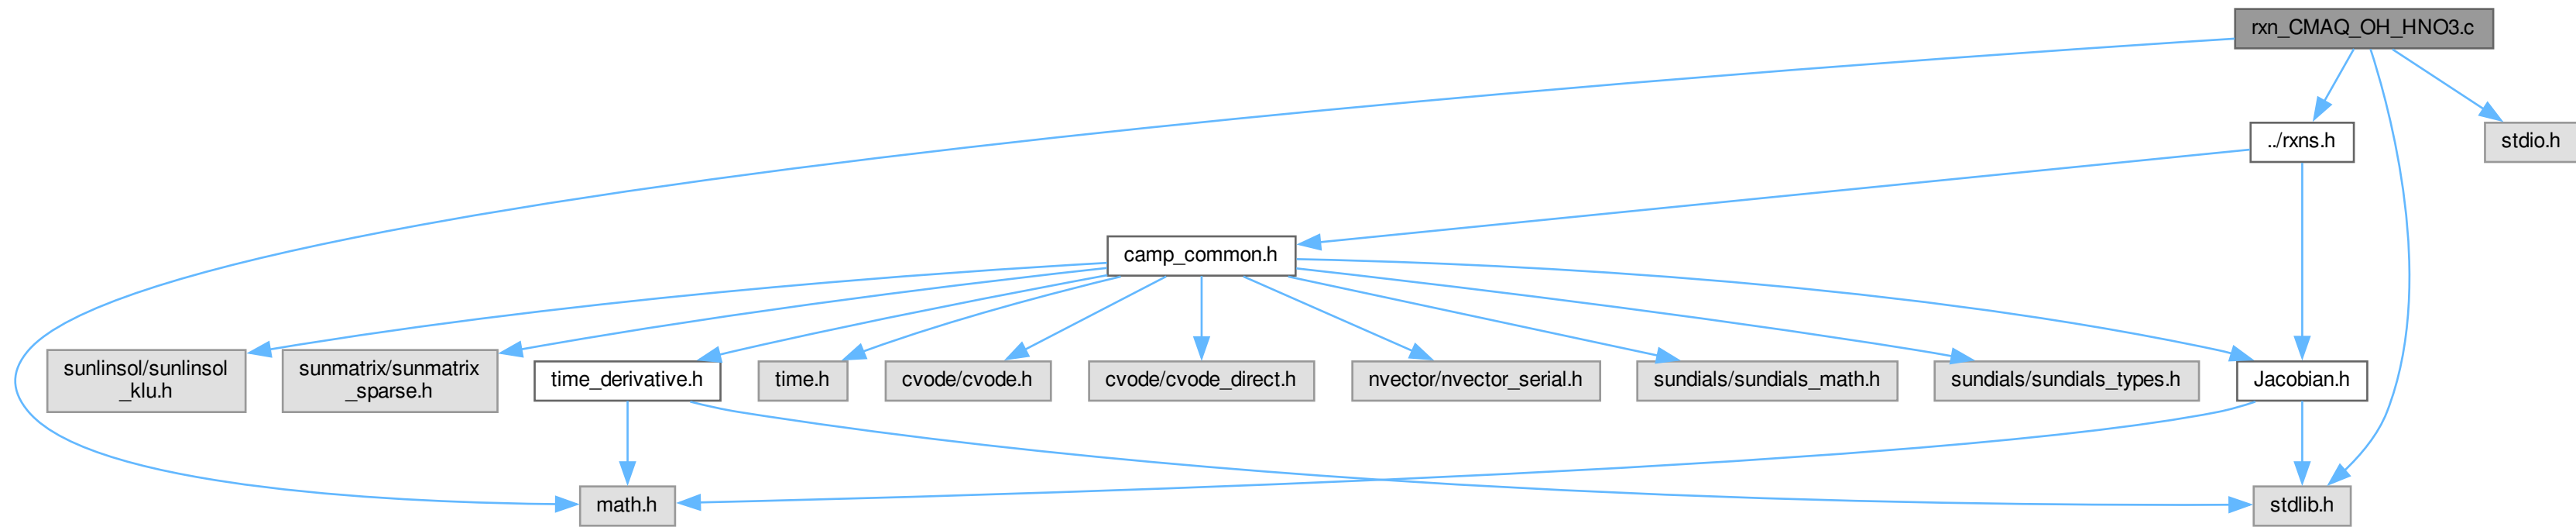 rxn_CMAQ_OH_HNO3.c
../rxns.h
stdio.h
camp_common.h
sunlinsol/sunlinsol
_klu.h
sunmatrix/sunmatrix
_sparse.h
time_derivative.h
time.h
cvode/cvode.h
cvode/cvode_direct.h
nvector/nvector_serial.h
sundials/sundials_math.h
sundials/sundials_types.h
Jacobian.h
math.h
stdlib.h